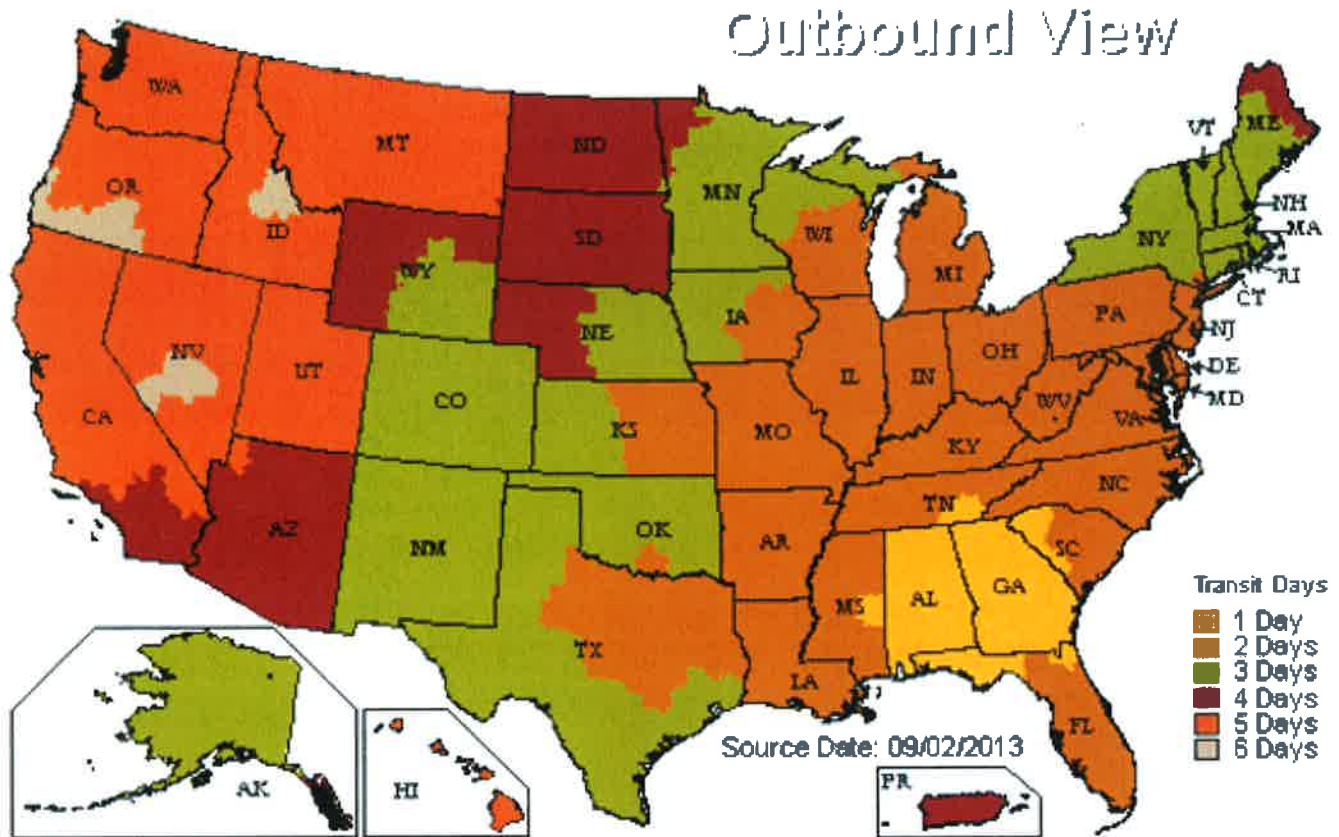 Outbound View
WA
MT
ND
MN
VT
ME
OR
ID
WY
SD
WI
MI
NY
NH
MA
RI
CT
NV
UT
CO
NE
IA
IL
IN
OH
PA
NJ
DE
MD
CA
KS
MO
KY
WV
VA
AZ
NM
OK
AR
TN
NC
SC
TX
LA
MS
AL
GA
FL
AK
HI
PR
Source Date: 09/02/2013
Transit Days
1 Day
2 Days
3 Days
4 Days
5 Days
6 Days